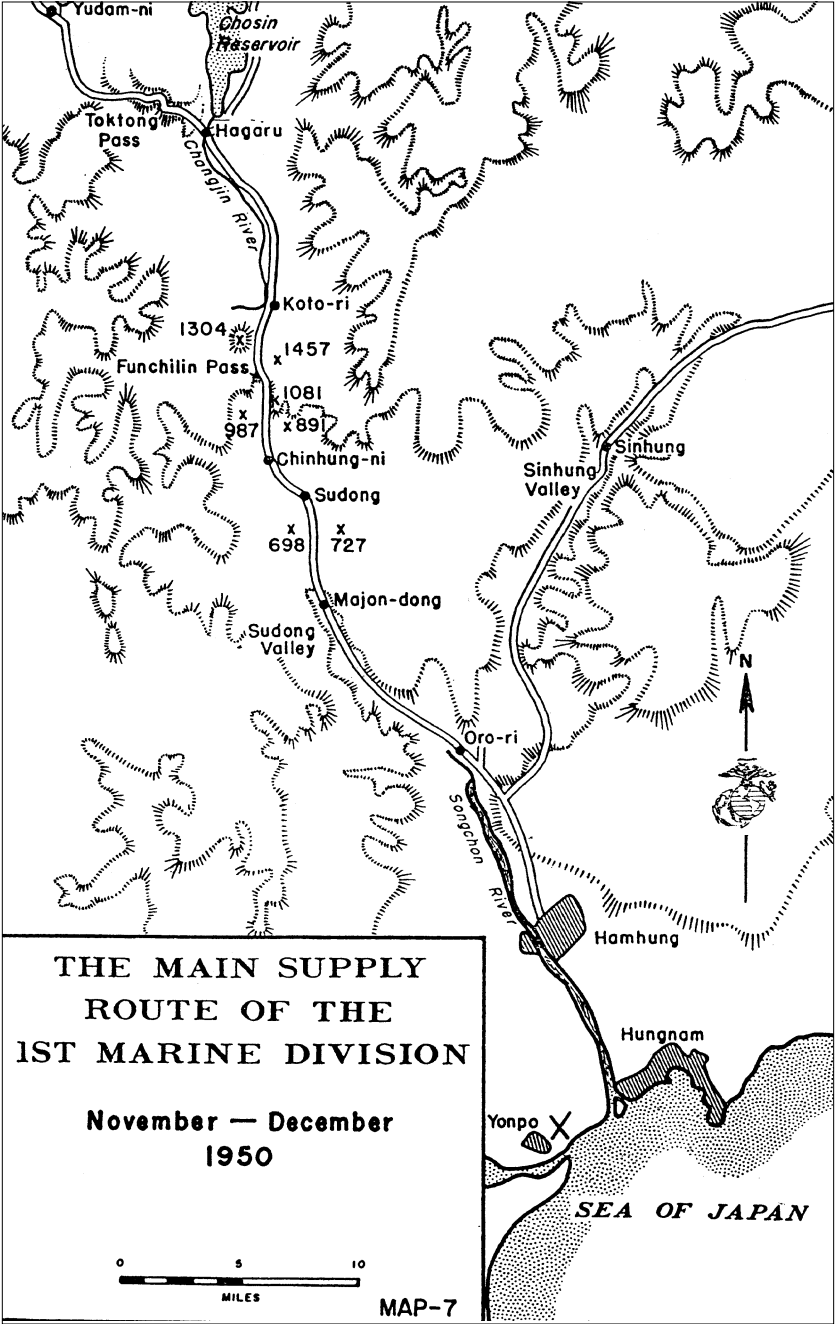 Yudam-ni
Chosin
Reservoir
Toktong
Pass
Hagaru
Changjin River
Koto-ri
1304
1457
Funchilin Pass
1081
987
891
Chinhung-ni
Sinhung
Sinhung
Valley
Sudong
698
727
Majon-dong
Sudong
Valley
N
Oro-ri
Songchon River
Hamhung
THE MAIN SUPPLY
ROUTE OF THE
1ST MARINE DIVISION
November — December
1950
Hungnam
Yonpo
SEA OF JAPAN
0 5 10
MILES
MAP-7